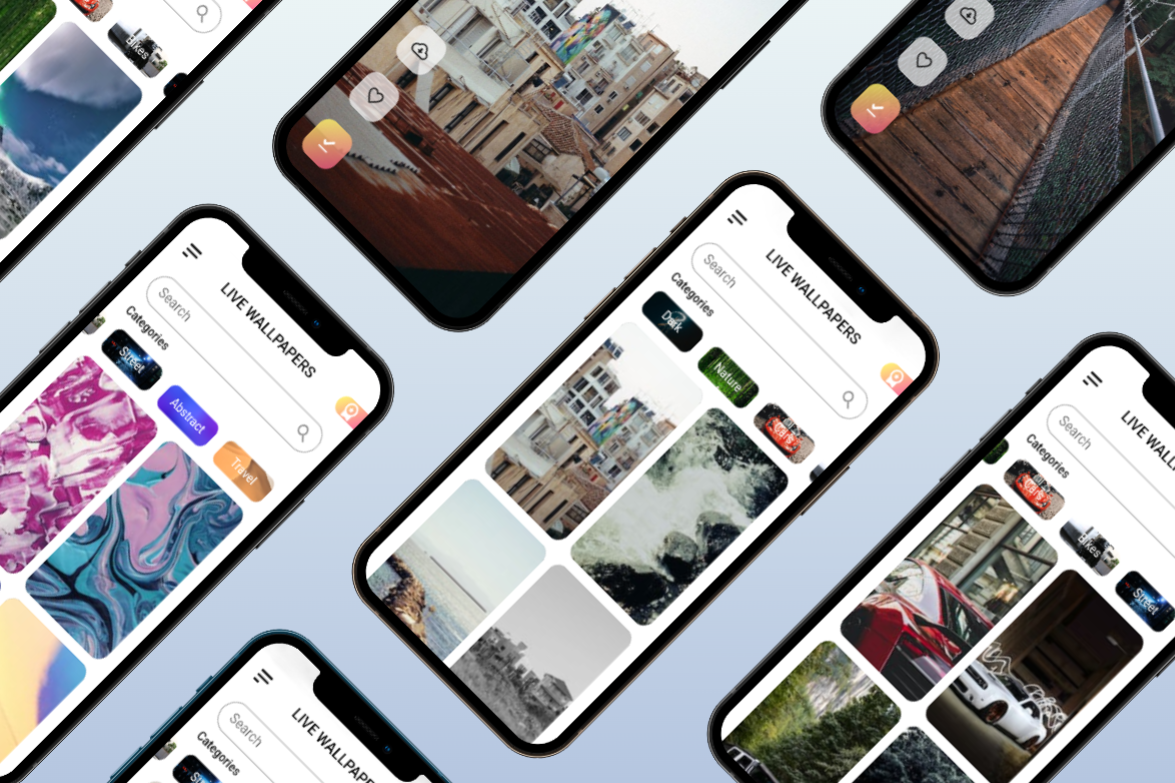 Bikes
LIVE WALLPAPERS
Search
Categories
Street
Abstract
Travel
LIVE WALLPAPERS
Search
Categories
Dark
Nature
Cars
LIVE WALLPAPERS
Search
Categories
Cars
Bikes
Street
LIVE WALLPAPERS
Search
Categories
Street